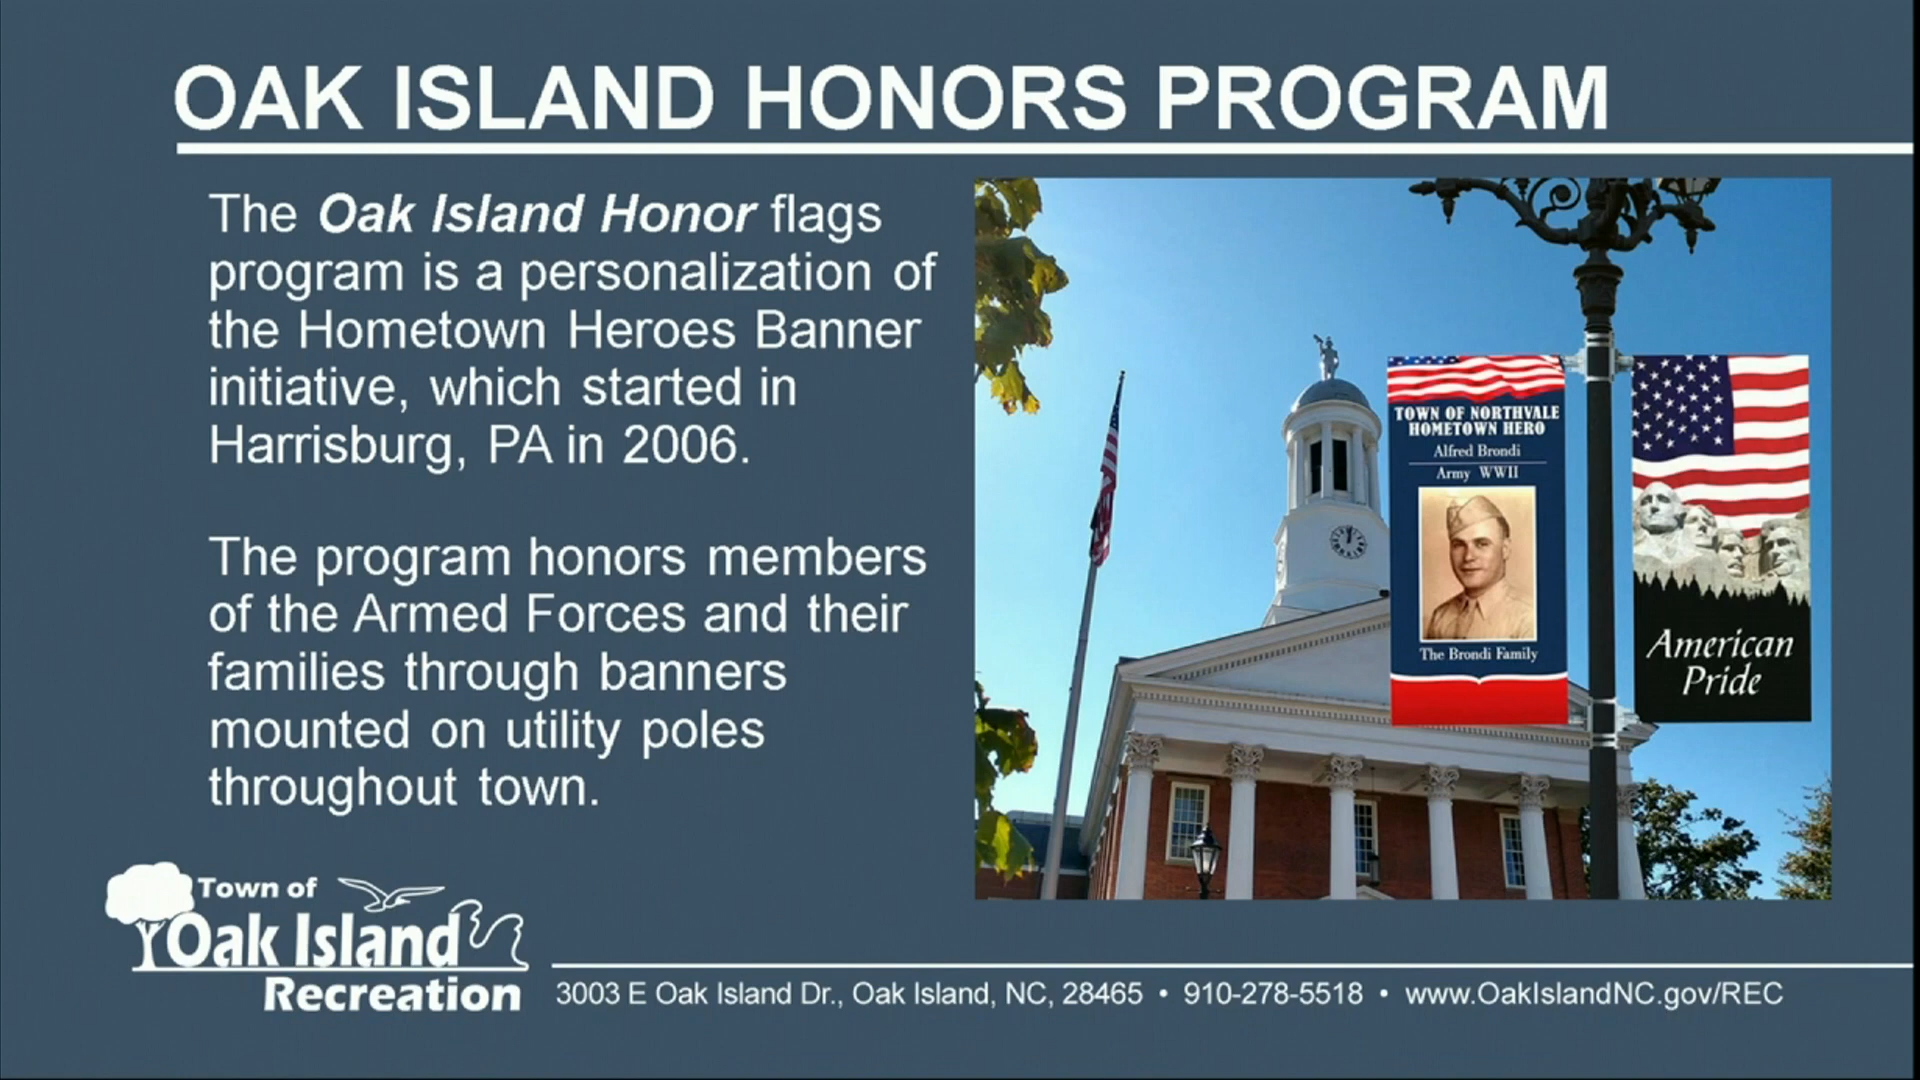 OAK ISLAND HONORS PROGRAM
The Oak Island Honor flags
program is a personalization of
the Hometown Heroes Banner
initiative, which started in
Harrisburg, PA in 2006.
The program honors members
of the Armed Forces and their
families through banners
mounted on utility poles
throughout town.
TOWN OF NORTHVALE
HOMETOWN HERO
Alfred Brondi
Army WWII
The Brondi Family
American
Pride
Town of
Oak Island
Recreation
3003 E Oak Island Dr., Oak Island, NC, 28465 • 910-278-5518 • www.OakIslandNC.gov/REC